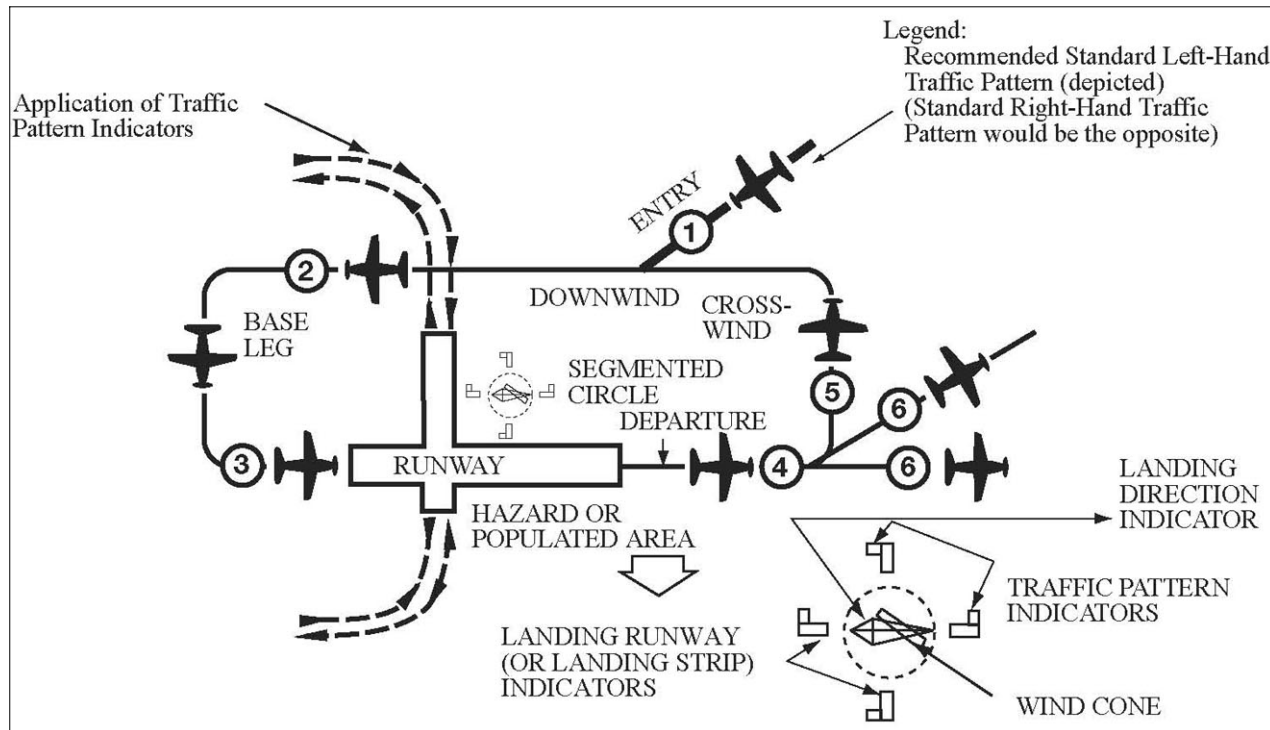 Legend:
Recommended Standard Left-Hand
Traffic Pattern (depicted)
(Standard Right-Hand Traffic
Pattern would be the opposite)
Application of Traffic
Pattern Indicators
ENTRY
1
2
DOWNWIND
CROSS-
WIND
BASE
LEG
SEGMENTED
CIRCLE
5
6
DEPARTURE
3
RUNWAY
4
6
HAZARD OR
POPULATED AREA
LANDING
DIRECTION
INDICATOR
TRAFFIC PATTERN
INDICATORS
LANDING RUNWAY
(OR LANDING STRIP)
INDICATORS
WIND CONE